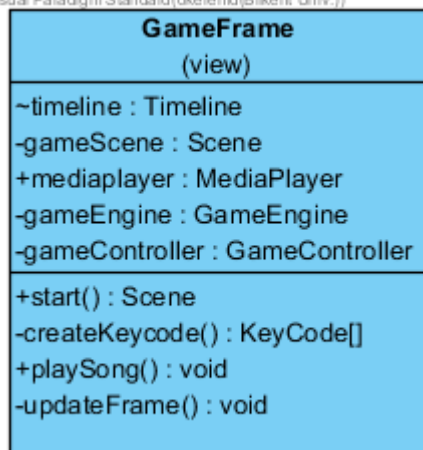 GameFrame
(view)
~timeline : Timeline
-gameScene : Scene
+mediaplayer : MediaPlayer
-gameEngine : GameEngine
-gameController : GameController
+start() : Scene
-createKeycode() : KeyCode[]
+playSong() : void
-updateFrame() : void